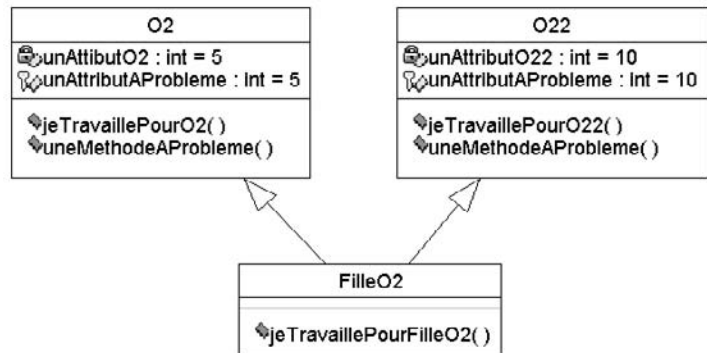 O2
unAttibutO2 : int = 5
unAttributAProbleme : int = 5
jeTravaillePourO2( )
uneMethodeAProbleme( )
O22
unAttributO22 : int = 10
unAttributAProbleme : int = 10
jeTravaillePourO22( )
uneMethodeAProbleme( )
FilleO2
jeTravaillePourFilleO2( )